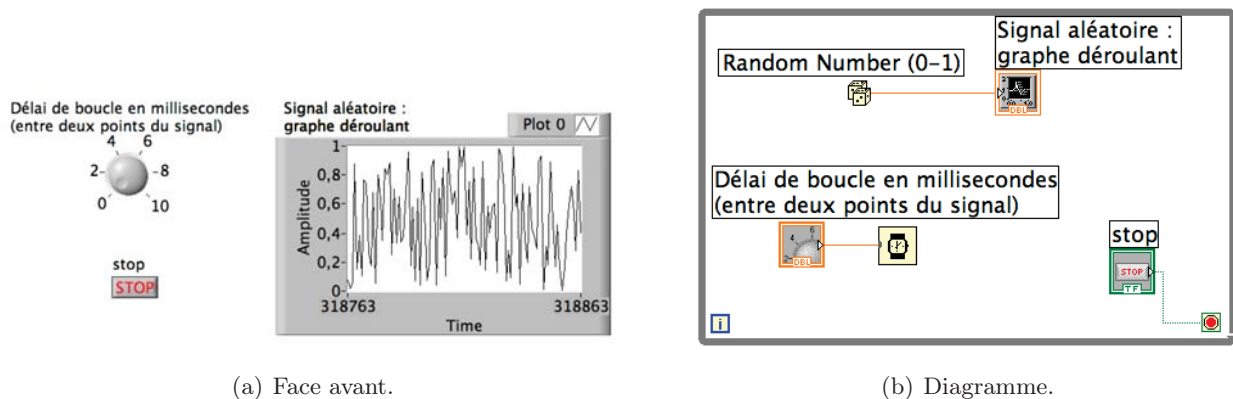 Délai de boucle en millisecondes
(entre deux points du signal)
4 6
2 8
0 10
stop
STOP
Signal aléatoire :
graphe déroulant
Plot 0
Amplitude
1
0,8
0,6
0,4
0,2
0
318763 318863
Time
(a) Face avant.
Random Number (0-1)
Signal aléatoire :
graphe déroulant
DBL
Délai de boucle en millisecondes
(entre deux points du signal)
2 4 6
DBL
stop
STOP
TF
i
(b) Diagramme.